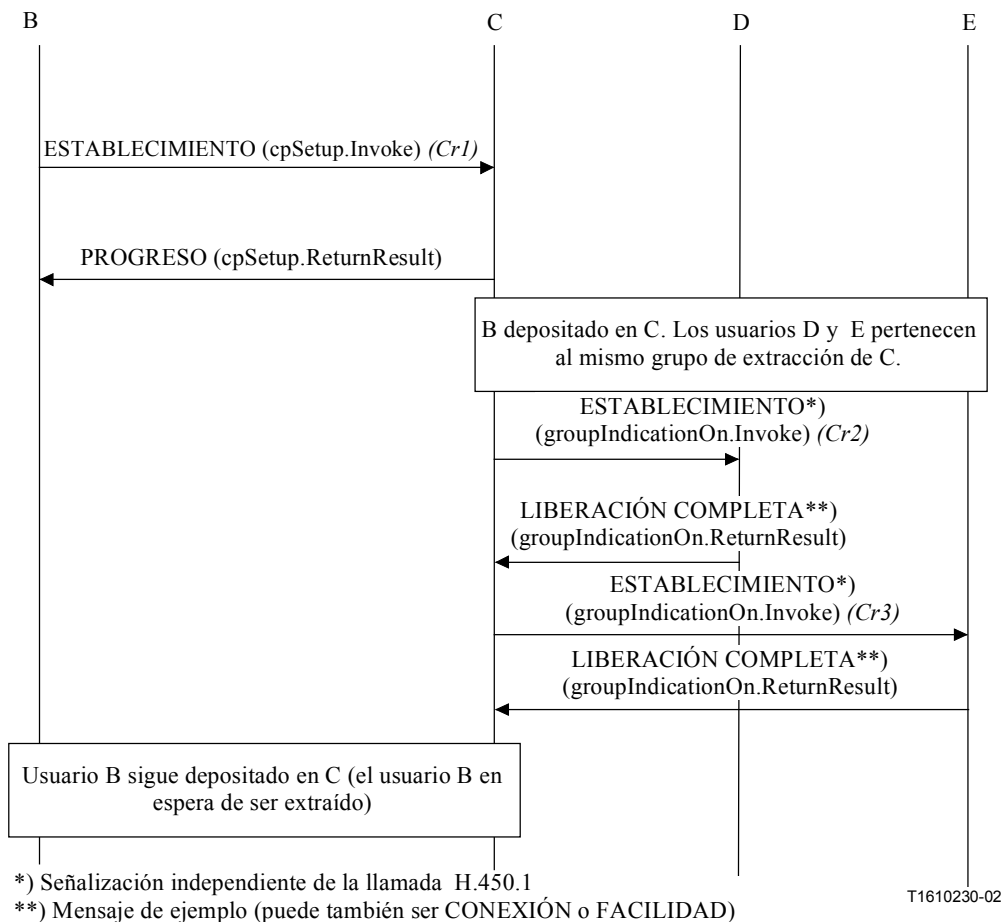 B
C
D
E
ESTABLECIMIENTO (cpSetup.Invoke) (Cr1)
PROGRESO (cpSetup.ReturnResult)
B depositado en C. Los usuarios D y E pertenecen
al mismo grupo de extracción de C.
ESTABLECIMIENTO*)
(groupIndicationOn.Invoke) (Cr2)
LIBERACIÓN COMPLETA**)
(groupIndicationOn.ReturnResult)
ESTABLECIMIENTO*)
(groupIndicationOn.Invoke) (Cr3)
LIBERACIÓN COMPLETA**)
(groupIndicationOn.ReturnResult)
Usuario B sigue depositado en C (el usuario B en
espera de ser extraído)
*) Señalización independiente de la llamada H.450.1
**) Mensaje de ejemplo (puede también ser CONEXIÓN o FACILIDAD)
T1610230-02